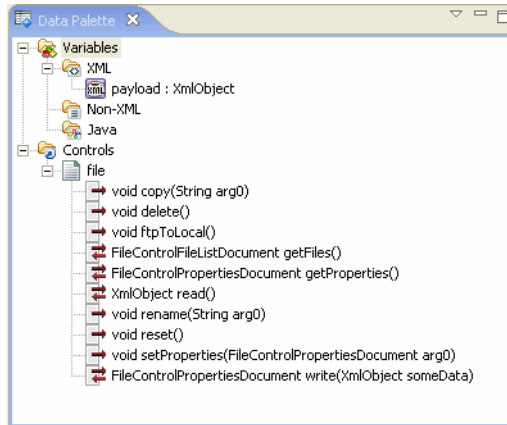 Data Palette
Variables
XML
XML payload : XmlObject
Non-XML
Java
Controls
file
void copy(String arg0)
void delete()
void ftpToLocal()
FileControlFileListDocument getFiles()
FileControlPropertiesDocument getProperties()
XmlObject read()
void rename(String arg0)
void reset()
void setProperties(FileControlPropertiesDocument arg0)
FileControlPropertiesDocument write(XmlObject someData)